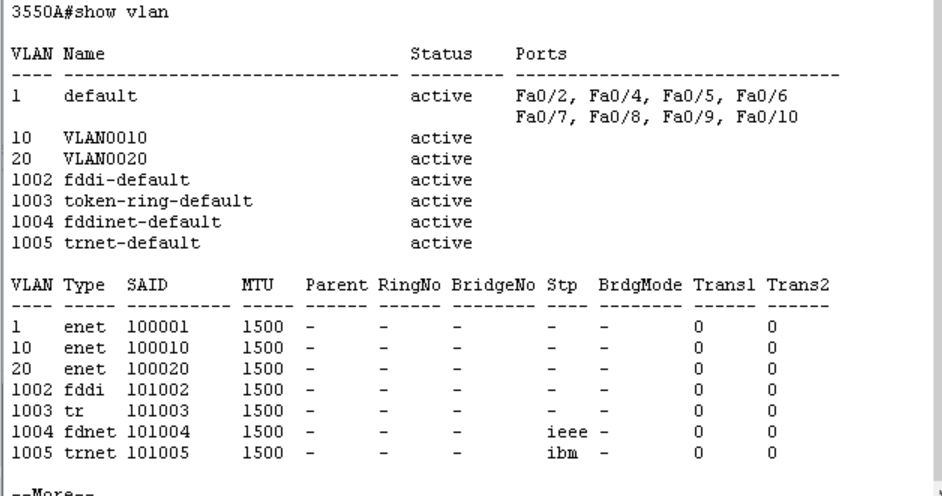 3550A#show vlan
VLAN Name Status Ports
---- -------------------------------- --------- -------------------------------
1 default active Fa0/2, Fa0/4, Fa0/5, Fa0/6
Fa0/7, Fa0/8, Fa0/9, Fa0/10
10 VLAN0010 active
20 VLAN0020 active
1002 fddi-default active
1003 token-ring-default active
1004 fddinet-default active
1005 trnet-default active
VLAN Type SAID MTU Parent RingNo BridgeNo Stp BrdgMode Trans1 Trans2
---- ----- ---------- ----- ------ ------ -------- ---- -------- ------ ------
1 enet 100001 1500 - - - - - 0 0
10 enet 100010 1500 - - - - - 0 0
20 enet 100020 1500 - - - - - 0 0
1002 fddi 101002 1500 - - - - - 0 0
1003 tr 101003 1500 - - - - - 0 0
1004 fdnet 101004 1500 - - - ieee - 0 0
1005 trnet 101005 1500 - - - ibm - 0 0
--More--